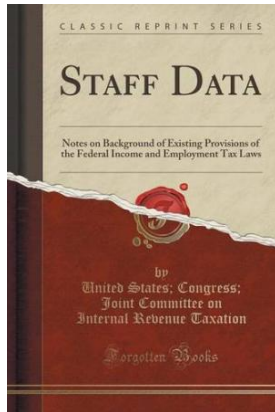 CLASSIC REPRINT SERIES
STAFF DATA
Notes on Background of Existing Provisions of
the Federal Income and Employment Tax Laws
by
United States; Congress;
Joint Committee on
Internal Revenue Taxation
Forgotten Books